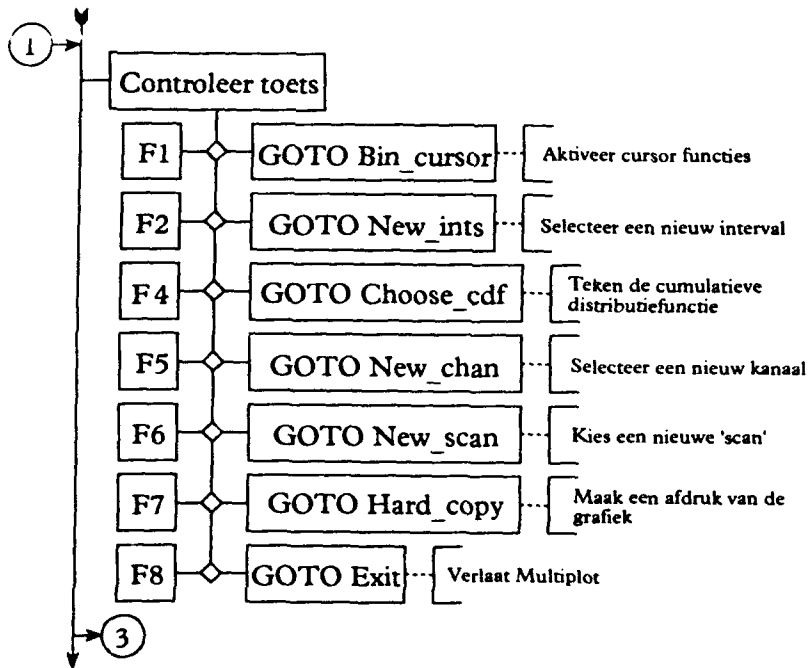 1
Controleer toets
F1 GOTO Bin_cursor Aktiveer cursor functies
F2 GOTO New_ints Selecteer een nieuw interval
F4 GOTO Choose_cdf Teken de cumulatieve
distributiefunctie
F5 GOTO New_chan Selecteer een nieuw kanaal
F6 GOTO New_scan Kies een nieuwe 'scan'
F7 GOTO Hard_copy Maak een afdruk van de
grafiek
F8 GOTO Exit Verlaat Multiplot
3